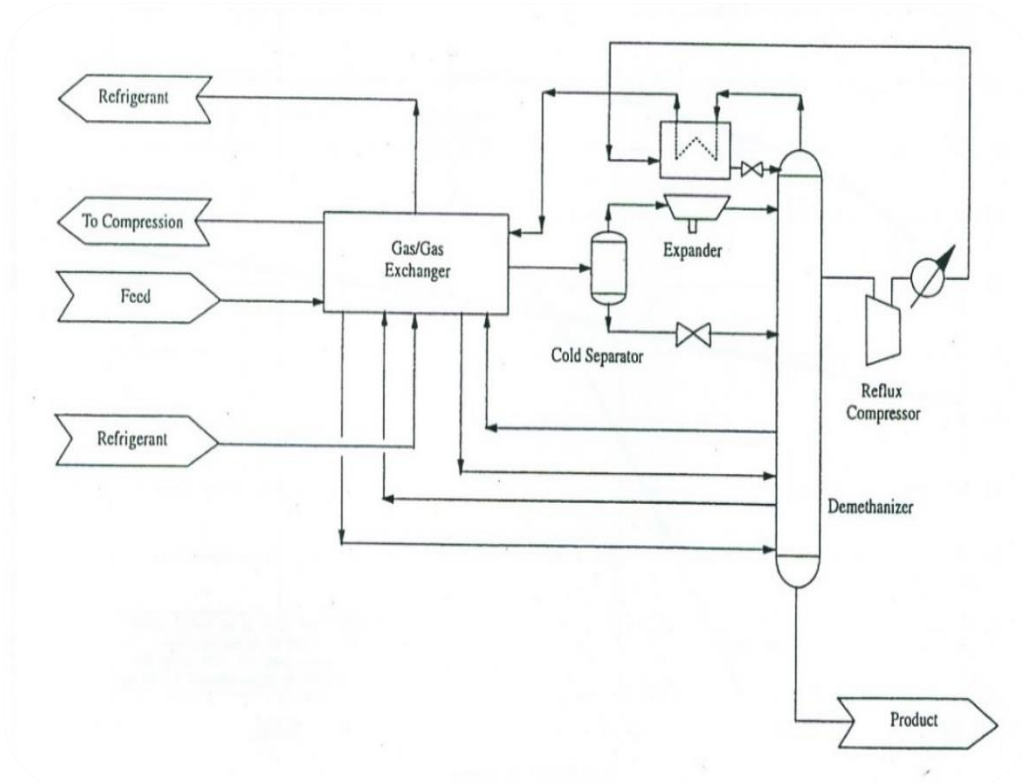 Refrigerant
To Compression
Gas/Gas
Exchanger
Expander
Feed
Cold Separator
Reflux
Compressor
Refrigerant
Demethanizer
Product